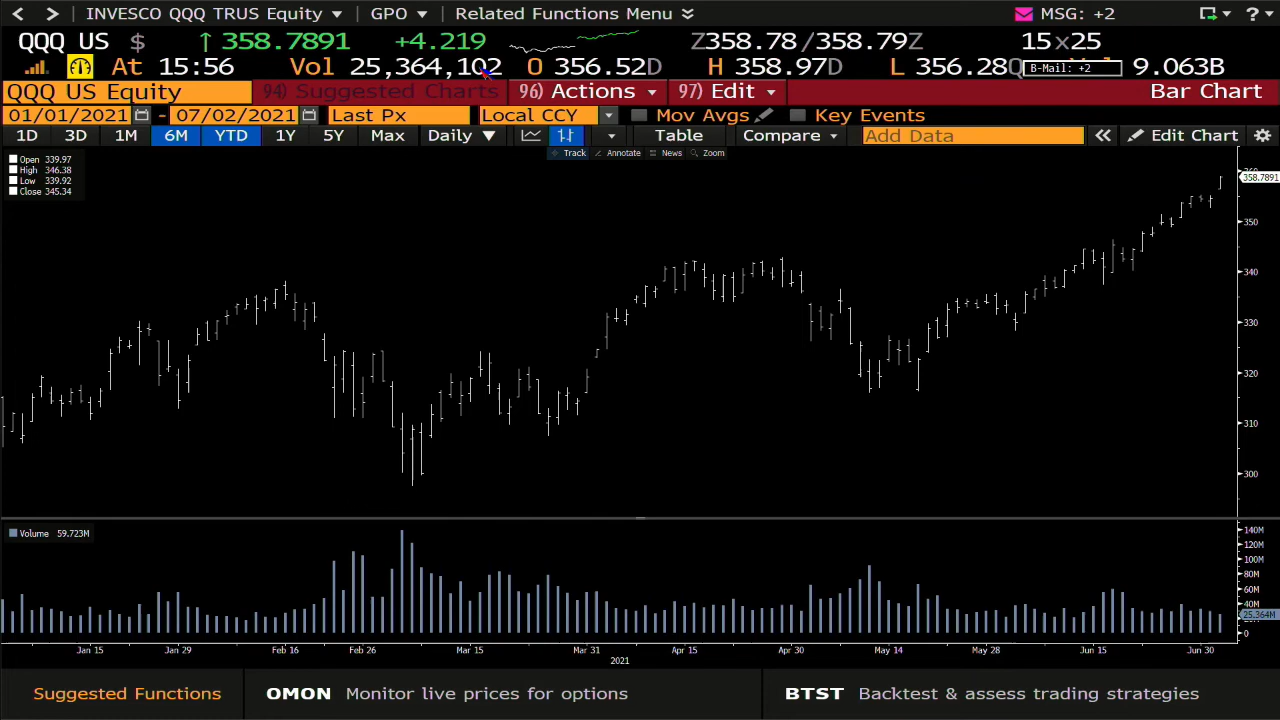 INVESCO QQQ TRUS Equity GPO Related Functions Menu MSG: +2 ?
QQQ US $ ↑ 358.7891 +4.219 Z358.78/358.79Z 15x25
At 15:56 Vol 25,364,102 O 356.52D H 358.97D L 356.28Q 9.063B
B-Mail: +2
QQQ US Equity 94) Suggested Charts 96) Actions 97) Edit Bar Chart
01/01/2021 - 07/02/2021 Last Px Local CCY Mov Avgs Key Events
1D 3D 1M 6M YTD 1Y 5Y Max Daily ▼ Table Compare Add Data « Edit Chart
Track Annotate News Zoom
Open 339.97
High 346.38
Low 339.92
Close 345.34
358.7891
350
340
330
320
310
300
Volume 59.723M
140M
120M
100M
80M
60M
40M
25.364M
0
Jan 15 Jan 29 Feb 16 Feb 26 Mar 15 Mar 31 Apr 15 Apr 30 May 14 May 28 Jun 15 Jun 30
2021
Suggested Functions OMON Monitor live prices for options BTST Backtest & assess trading strategies